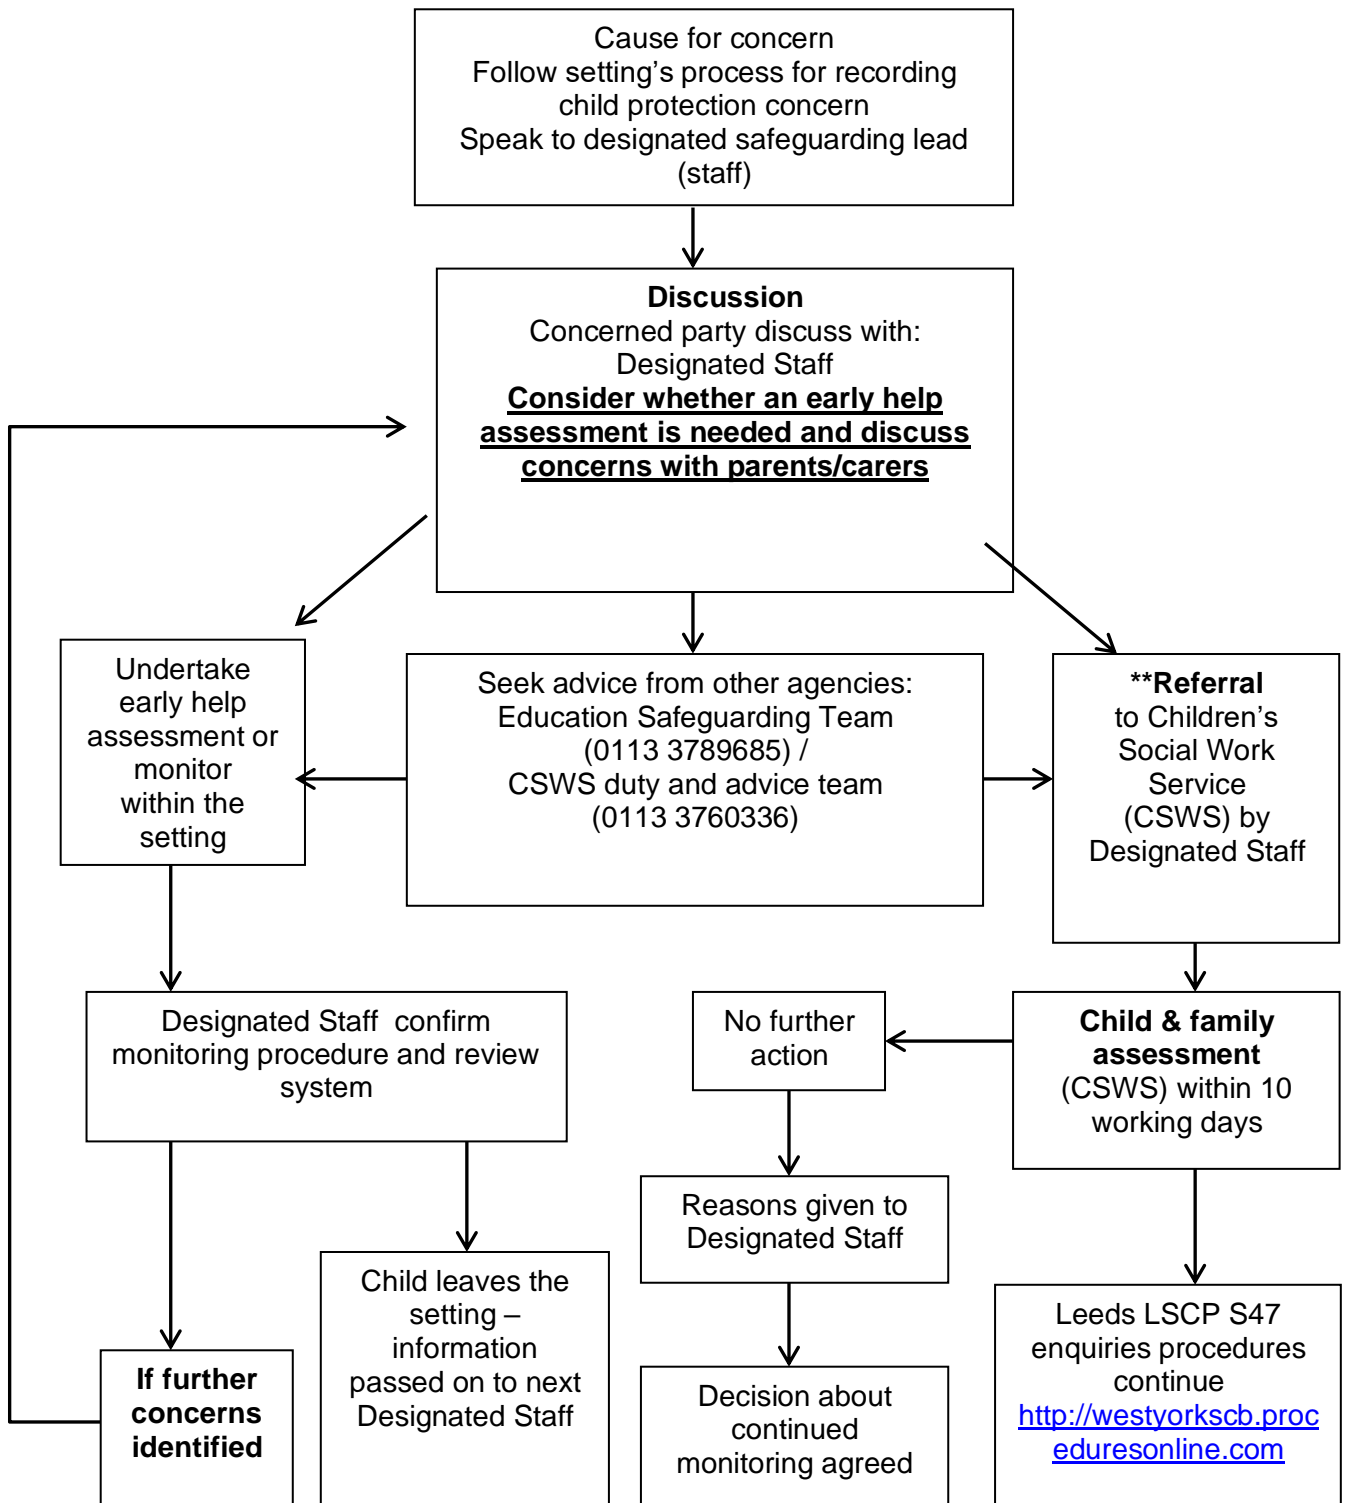 Cause for concern
Follow setting’s process for recording
child protection concern
Speak to designated safeguarding lead
(staff)
Discussion
Concerned party discuss with:
Designated Staff
Consider whether an early help
assessment is needed and discuss
concerns with parents/carers
Undertake
early help
assessment or
monitor
within the
setting
Seek advice from other agencies:
Education Safeguarding Team
(0113 3789685) /
CSWS duty and advice team
(0113 3760336)
**Referral
to Children’s
Social Work
Service
(CSWS) by
Designated Staff
Designated Staff  confirm
monitoring procedure and review
system
No further
action
Child & family
assessment
(CSWS) within 10
working days
Reasons given to
Designated Staff
If further
concerns
identified
Child leaves the
setting –
information
passed on to next
Designated Staff
Decision about
continued
monitoring agreed
Leeds LSCP S47
enquiries procedures
continue
http://westyorkscb.proc
eduresonline.com